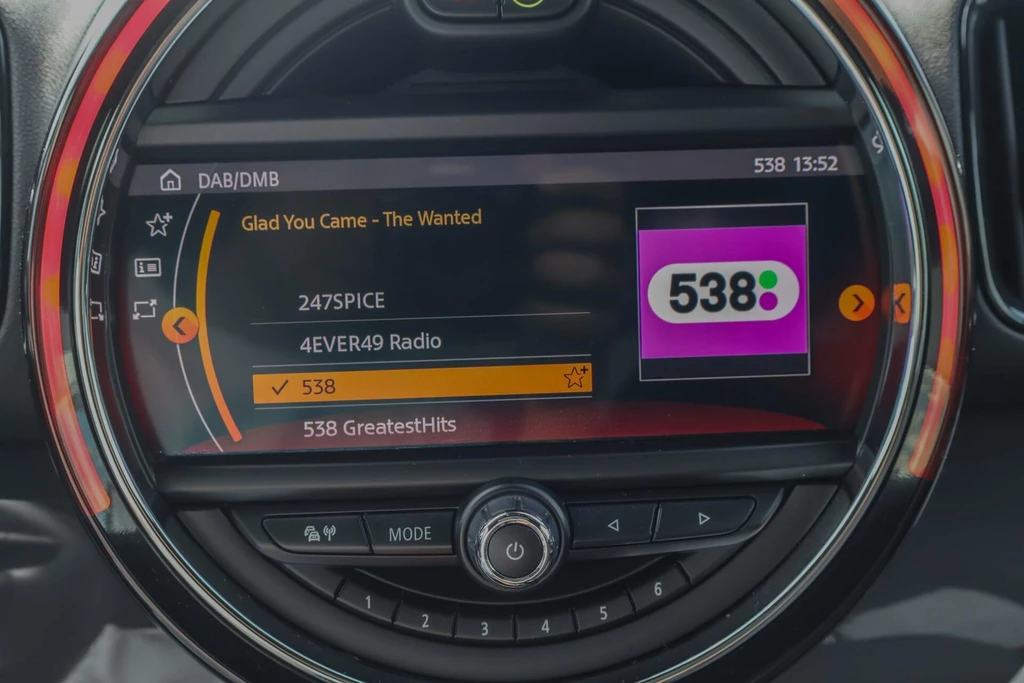 DAB/DMB
538 13:52
Glad You Came - The Wanted
247SPICE
4EVER49 Radio
538
538 GreatestHits
538
MODE
1 2 3 4 5 6